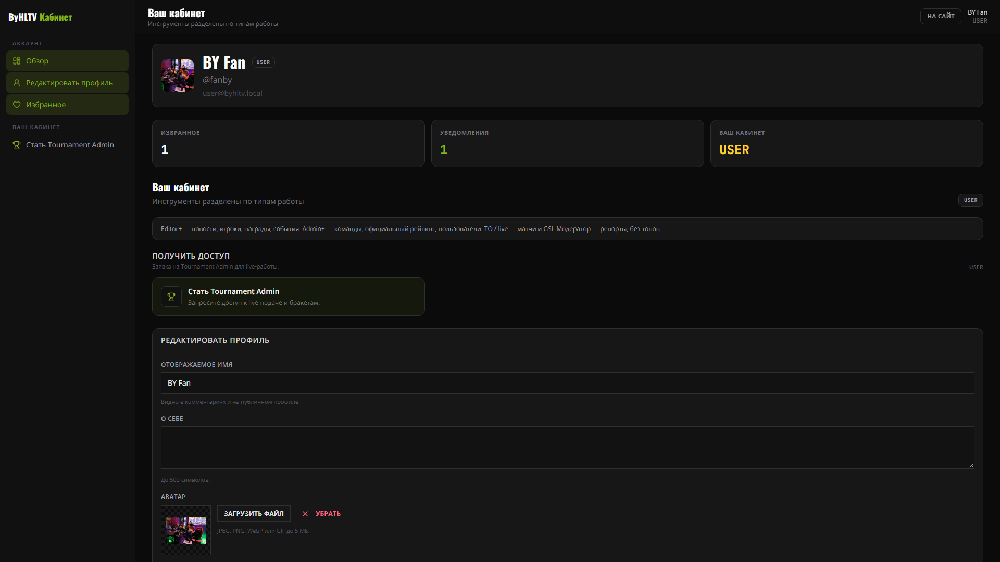 ByHLTV Кабинет
Ваш кабинет
Инструменты разделены по типам работы
НА САЙТ
BY Fan
USER
АККАУНТ
Обзор
Редактировать профиль
Избранное
ВАШ КАБИНЕТ
Стать Tournament Admin
BY Fan
USER
@fanby
user@byhltv.local
ИЗБРАННОЕ
1
УВЕДОМЛЕНИЯ
1
ВАШ КАБИНЕТ
USER
Ваш кабинет
Инструменты разделены по типам работы
USER
Editor+ — новости, игроки, награды, события. Admin+ — команды, официальный рейтинг, пользователи. TO / live — матчи и GSI. Модератор — репорты, без топов.
ПОЛУЧИТЬ ДОСТУП
Заявка на Tournament Admin для live-работы.
USER
Стать Tournament Admin
Запросите доступ к live-подаче и бракетам.
РЕДАКТИРОВАТЬ ПРОФИЛЬ
ОТОБРАЖАЕМОЕ ИМЯ
BY Fan
Видно в комментариях и на публичном профиле.
О СЕБЕ
До 500 символов.
АВАТАР
ЗАГРУЗИТЬ ФАЙЛ
УБРАТЬ
JPEG, PNG, WebP или GIF до 5 МБ.